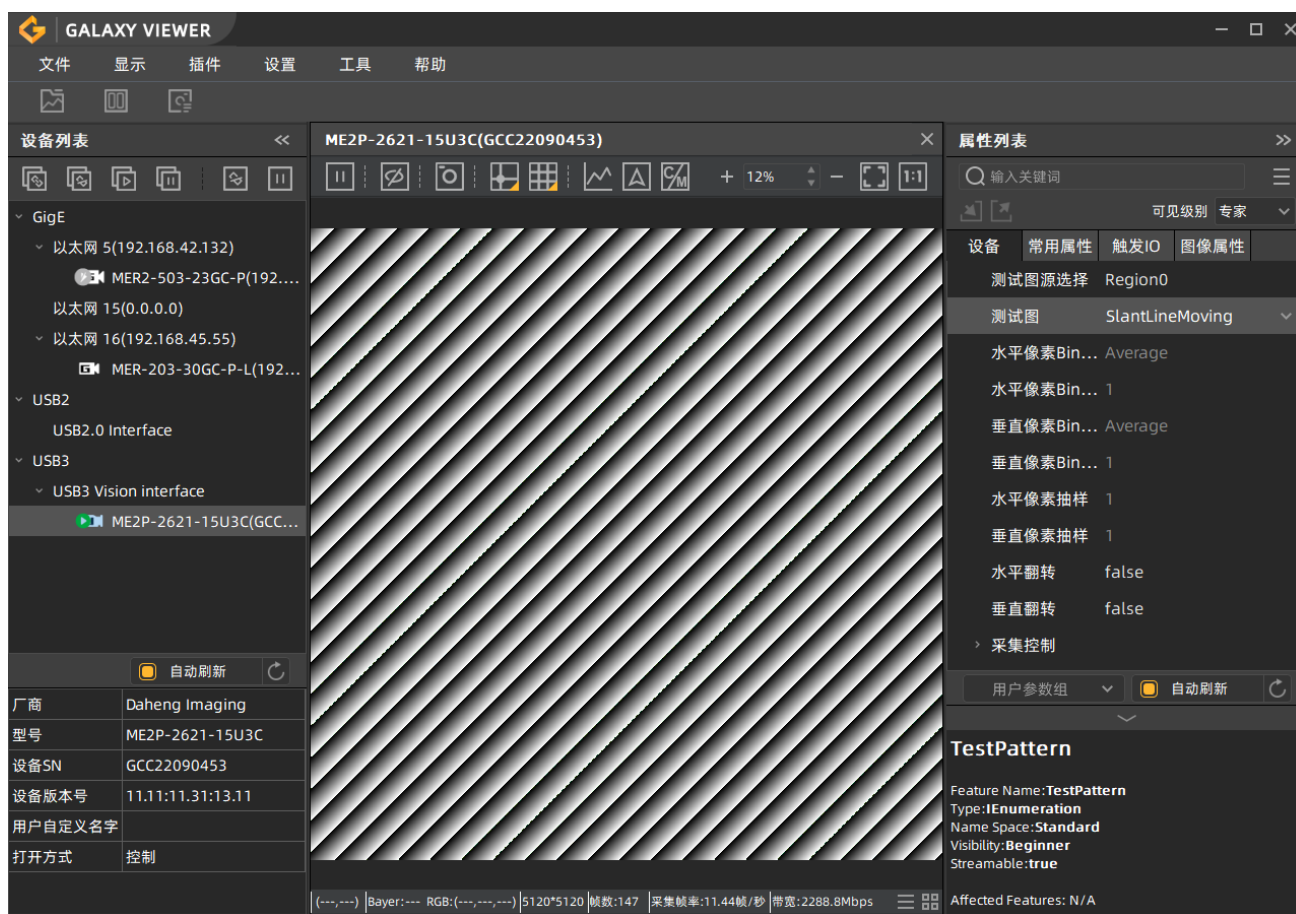 GALAXY VIEWER
文件 显示 插件 设置 工具 帮助
设备列表
GigE
以太网 5(192.168.42.132)
MER2-503-23GC-P(192....
以太网 15(0.0.0.0)
以太网 16(192.168.45.55)
MER-203-30GC-P-L(192...
USB2
USB2.0 Interface
USB3
USB3 Vision interface
ME2P-2621-15U3C(GCC...
自动刷新
厂商 Daheng Imaging
型号 ME2P-2621-15U3C
设备SN GCC22090453
设备版本号 11.11:11.31:13.11
用户自定义名字
打开方式 控制
ME2P-2621-15U3C(GCC22090453)
C/M 12% 1:1
(---,---) Bayer:--- RGB:(---,---,---) 5120*5120 帧数:147 采集帧率:11.44帧/秒 带宽:2288.8Mbps
属性列表
输入关键词
可见级别 专家
设备 常用属性 触发IO 图像属性
测试图源选择 Region0
测试图 SlantLineMoving
水平像素Bin... Average
水平像素Bin... 1
垂直像素Bin... Average
垂直像素Bin... 1
水平像素抽样 1
垂直像素抽样 1
水平翻转 false
垂直翻转 false
采集控制
用户参数组 自动刷新
TestPattern
Feature Name:TestPattern
Type:IEnumeration
Name Space:Standard
Visibility:Beginner
Streamable:true
Affected Features: N/A